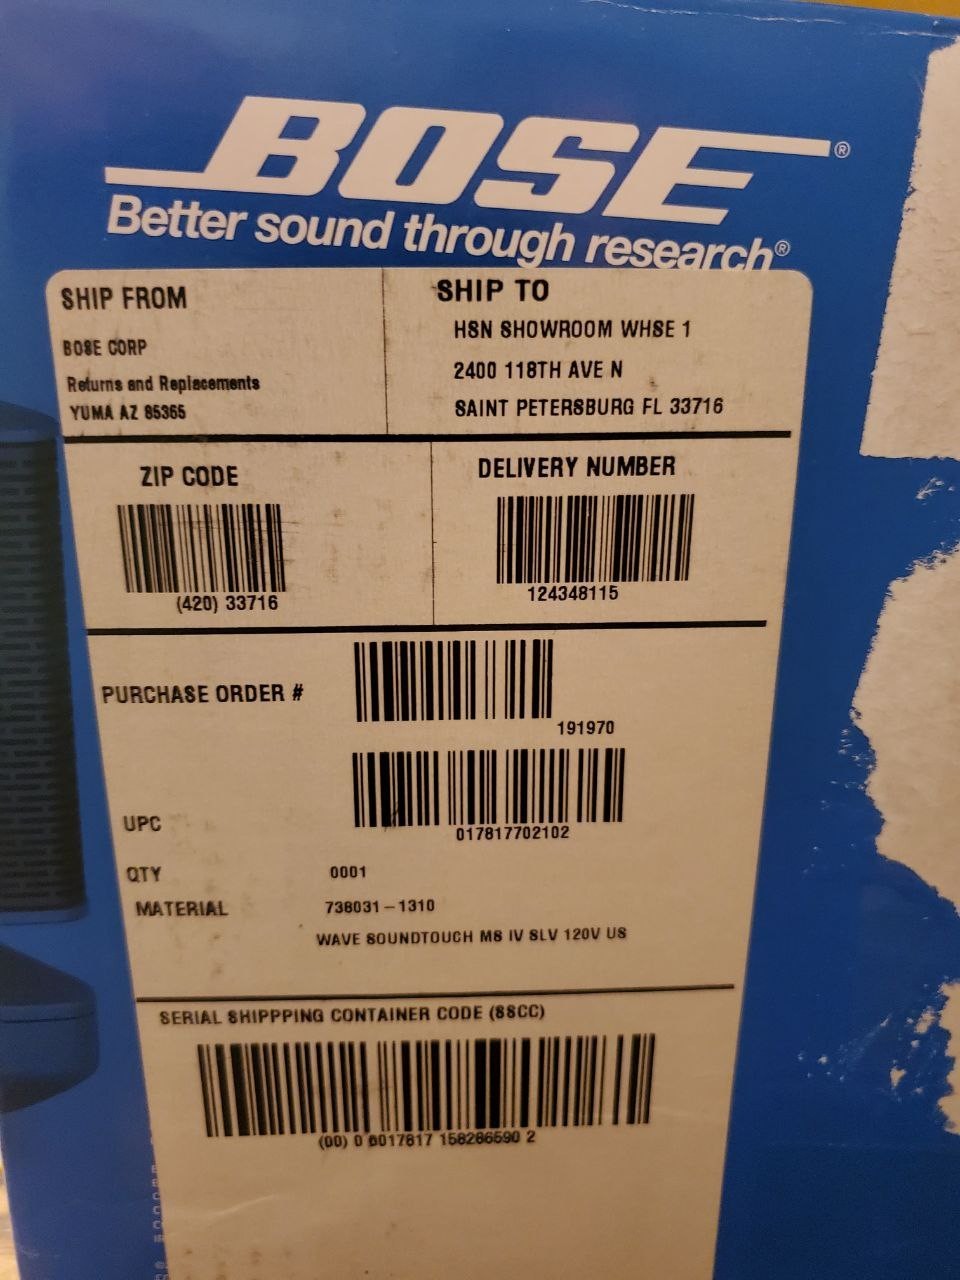 BOSE®
Better sound through research®
SHIP FROM
BOSE CORP
Returns and Replacements
YUMA AZ 85365
SHIP TO
HSN SHOWROOM WHSE 1
2400 118TH AVE N
SAINT PETERSBURG FL 33716
ZIP CODE
(420) 33716
DELIVERY NUMBER
124348115
PURCHASE ORDER #
191970
UPC
017817702102
QTY 0001
MATERIAL 738031-1310
WAVE SOUNDTOUCH MS IV SLV 120V US
SERIAL SHIPPPING CONTAINER CODE (SSCC)
(00) 0 0017817 158286590 2